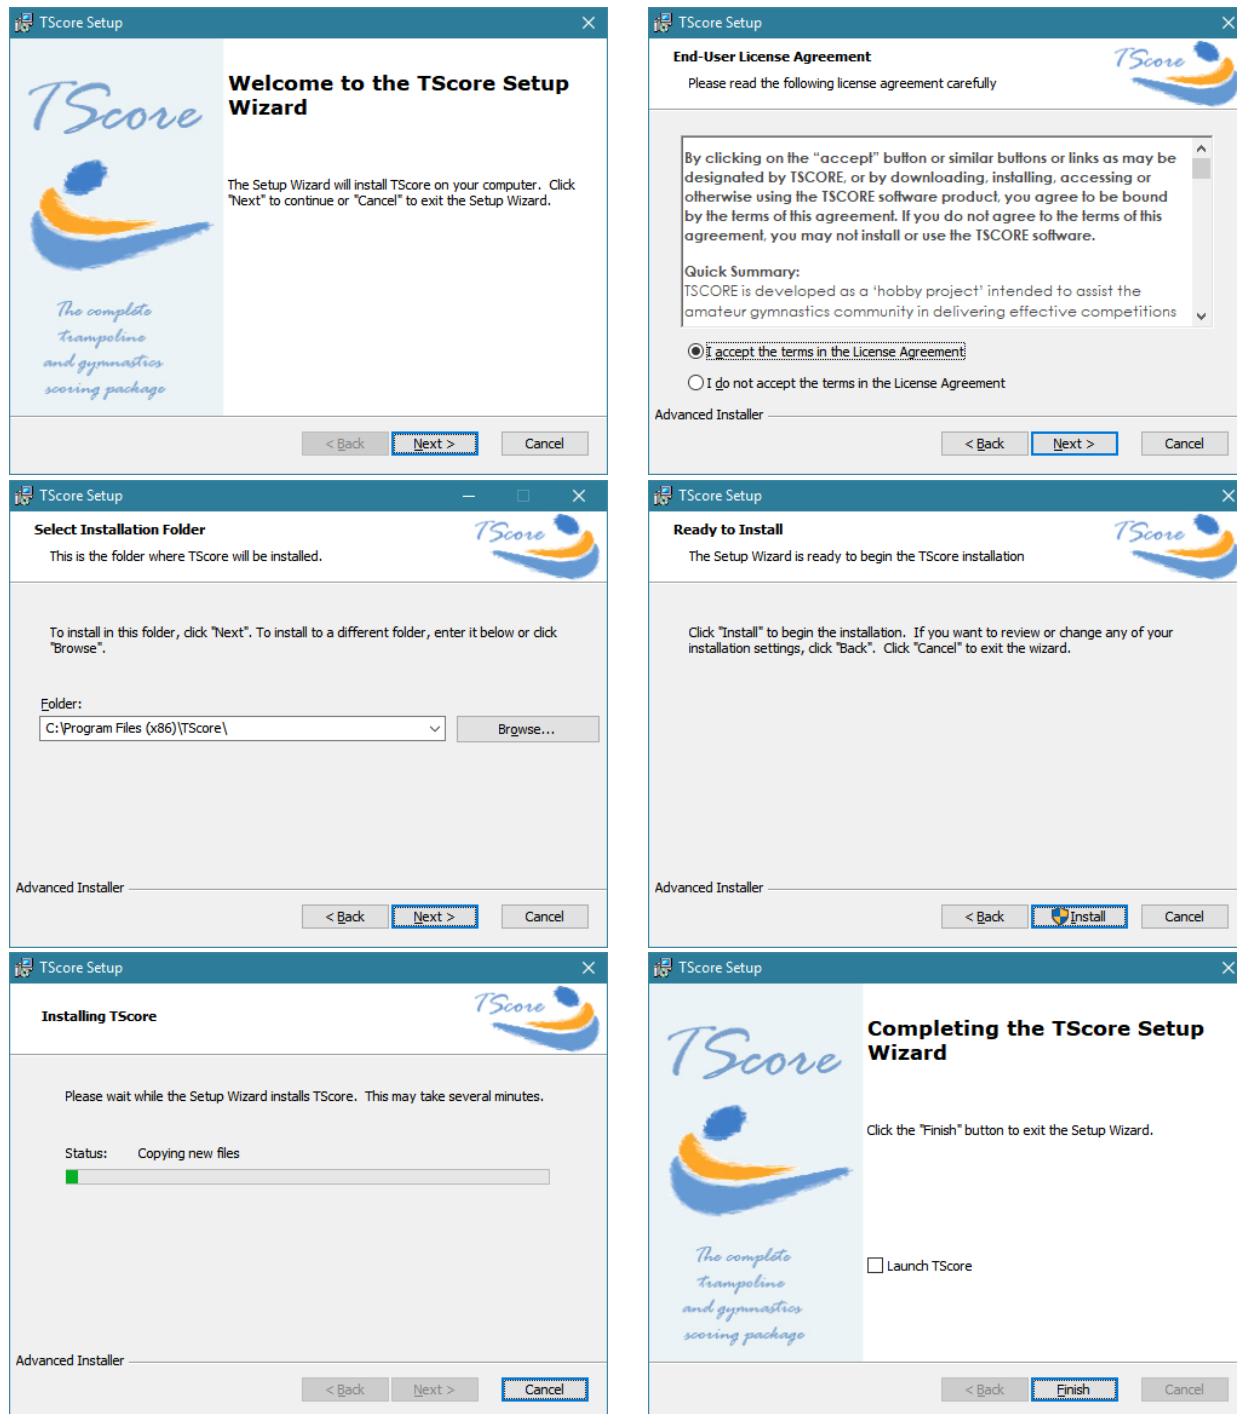 TScore Setup
TScore
The complete
trampoline
and gymnastics
scoring package
Welcome to the TScore Setup
Wizard
The Setup Wizard will install TScore on your computer. Click
"Next" to continue or "Cancel" to exit the Setup Wizard.
< Back
Next >
Cancel
TScore Setup
End-User License Agreement
Please read the following license agreement carefully
TScore
By clicking on the “accept” button or similar buttons or links as may be
designated by TSCORE, or by downloading, installing, accessing or
otherwise using the TSCORE software product, you agree to be bound
by the terms of this agreement. If you do not agree to the terms of this
agreement, you may not install or use the TSCORE software.
Quick Summary:
TSCORE is developed as a ‘hobby project’ intended to assist the
amateur gymnastics community in delivering effective competitions
I accept the terms in the License Agreement
I do not accept the terms in the License Agreement
Advanced Installer
< Back
Next >
Cancel
TScore Setup
Select Installation Folder
This is the folder where TScore will be installed.
TScore
To install in this folder, click "Next". To install to a different folder, enter it below or click
"Browse".
Folder:
C:\Program Files (x86)\TScore\
Browse...
Advanced Installer
< Back
Next >
Cancel
TScore Setup
Ready to Install
The Setup Wizard is ready to begin the TScore installation
TScore
Click "Install" to begin the installation. If you want to review or change any of your
installation settings, click "Back". Click "Cancel" to exit the wizard.
Advanced Installer
< Back
Install
Cancel
TScore Setup
Installing TScore
TScore
Please wait while the Setup Wizard installs TScore. This may take several minutes.
Status: Copying new files
Advanced Installer
< Back
Next >
Cancel
TScore Setup
TScore
The complete
trampoline
and gymnastics
scoring package
Completing the TScore Setup
Wizard
Click the "Finish" button to exit the Setup Wizard.
Launch TScore
< Back
Finish
Cancel